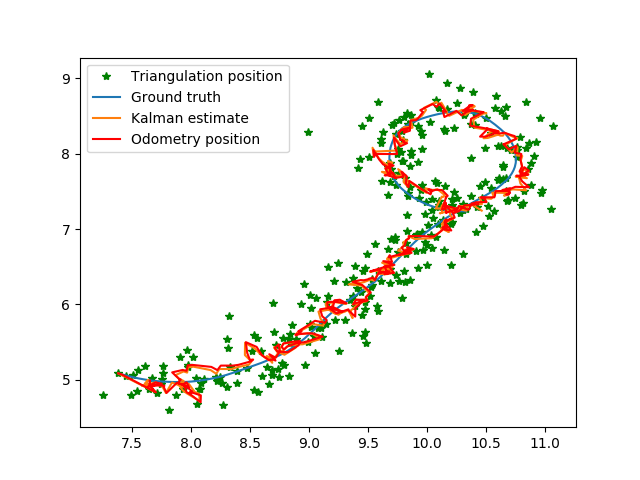 Triangulation position
Ground truth
Kalman estimate
Odometry position
9
8
7
6
5
7.5 8.0 8.5 9.0 9.5 10.0 10.5 11.0